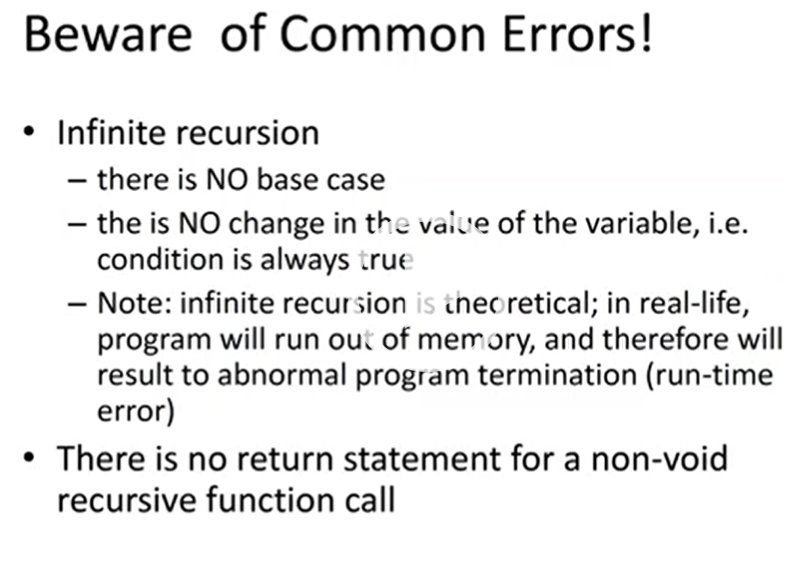 Beware of Common Errors!
• Infinite recursion
– there is NO base case
– the is NO change in the value of the variable, i.e.
condition is always true
– Note: infinite recursion is theoretical; in real-life,
program will run out of memory, and therefore will
result to abnormal program termination (run-time
error)
• There is no return statement for a non-void
recursive function call